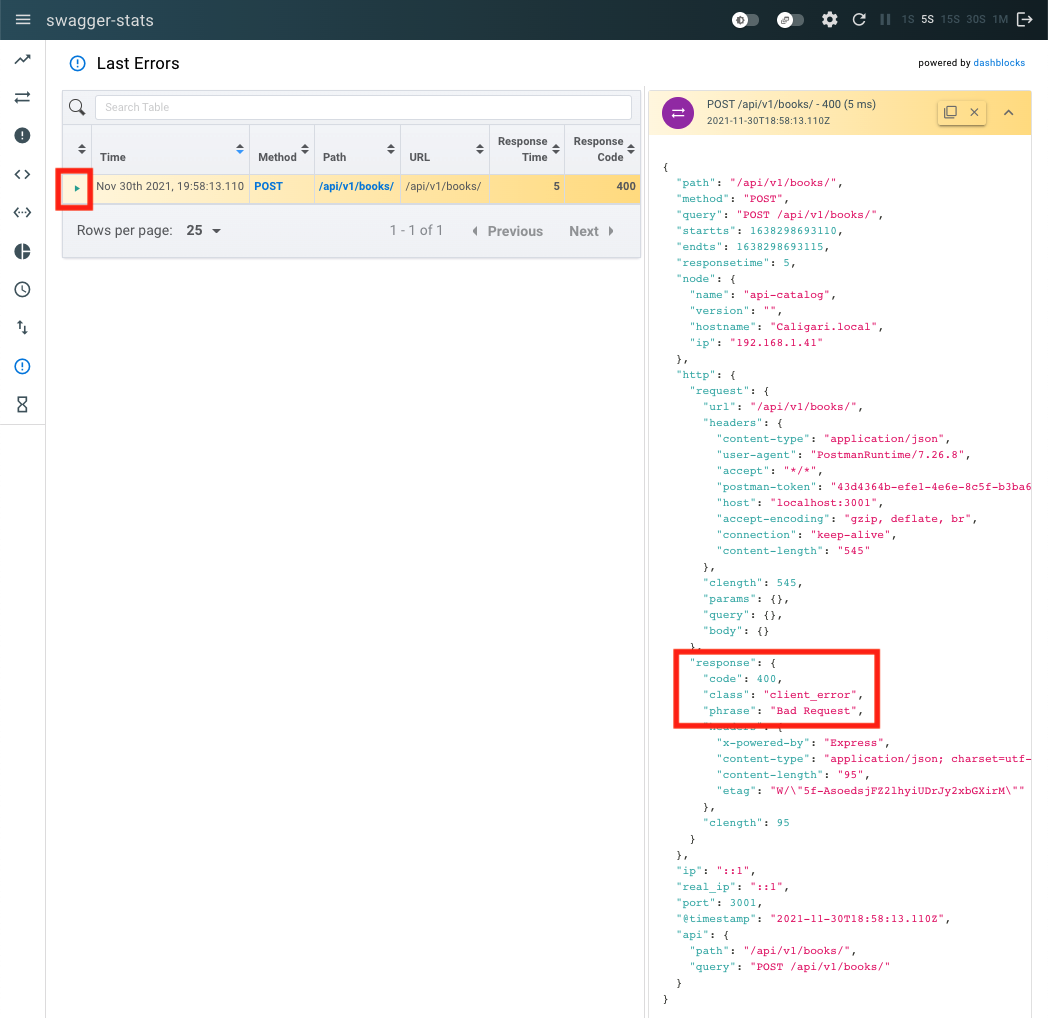 swagger-stats
1S 5S 15S 30S 1M
Last Errors
powered by dashblocks
Search Table
Time Method Path URL Response Time Response Code
Nov 30th 2021, 19:58:13.110 POST /api/v1/books/ /api/v1/books/ 5 400
Rows per page: 25 1 - 1 of 1 Previous Next
POST /api/v1/books/ - 400 (5 ms)
2021-11-30T18:58:13.110Z
{
"path": "/api/v1/books/",
"method": "POST",
"query": "POST /api/v1/books/",
"startts": 1638298693110,
"endts": 1638298693115,
"responsetime": 5,
"node": {
"name": "api-catalog",
"version": "",
"hostname": "Caligari.local",
"ip": "192.168.1.41"
},
"http": {
"request": {
"url": "/api/v1/books/",
"headers": {
"content-type": "application/json",
"user-agent": "PostmanRuntime/7.26.8",
"accept": "*/*",
"postman-token": "43d4364b-efe1-4e6e-8c5f-b3ba6
"host": "localhost:3001",
"accept-encoding": "gzip, deflate, br",
"connection": "keep-alive",
"content-length": "545"
},
"clength": 545,
"params": {},
"query": {},
"body": {}
},
"response": {
"code": 400,
"class": "client_error",
"phrase": "Bad Request",
"headers": {
"x-powered-by": "Express",
"content-type": "application/json; charset=utf-
"content-length": "95",
"etag": "W/\"5f-AsoedsjFZ2lhyiUDrJy2xbGXirM\""
},
"clength": 95
}
},
"ip": "::1",
"real_ip": "::1",
"port": 3001,
"@timestamp": "2021-11-30T18:58:13.110Z",
"api": {
"path": "/api/v1/books/",
"query": "POST /api/v1/books/"
}
}